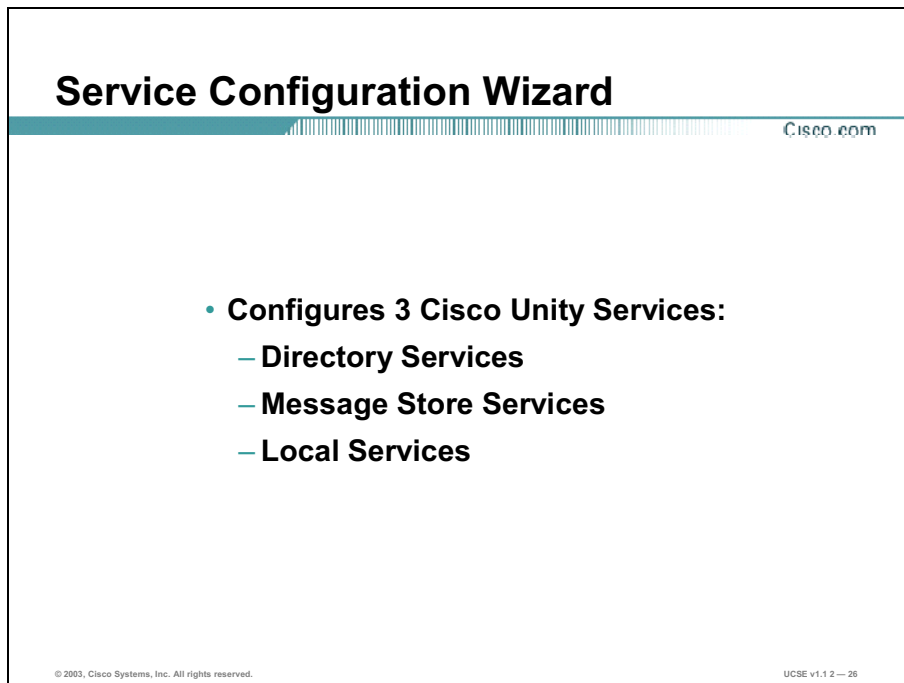 Service Configuration Wizard
Cisco.com
• Configures 3 Cisco Unity Services:
– Directory Services
– Message Store Services
– Local Services
© 2003, Cisco Systems, Inc. All rights reserved.
UCSE v1.1 2 — 26